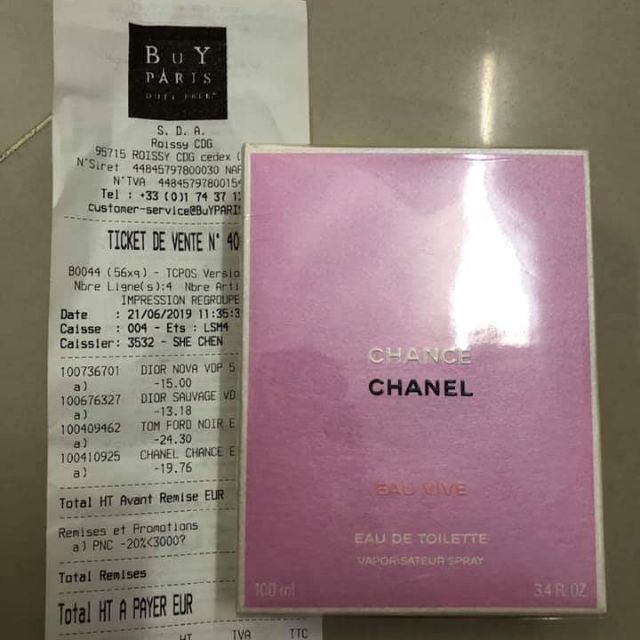 BuY
PARIS
DUTY FREE
S. D. A.
Roissy CDG
95715 ROISSY CDG cedex (
N°Siret 44845797800030 NAF
N°TVA 4484579780015
Tel : +33 (0)1 74 37 1
customer-service@BuYPARI
TICKET DE VENTE N° 40
B0044 (56xq) - TCPOS Versio
Nbre Ligne(s):4 Nbre Arti
IMPRESSION REGROUPE
Date : 21/06/2019 11:35:3
Caisse : 004 - Ets : LSM4
Caissier: 3532 - SHE CHEN
100736701 DIOR NOVA VDP 5
a) -15.00
100676327 DIOR SAUVAGE VD
a) -13.18
100409462 TOM FORD NOIR E
a) -24.30
100410925 CHANEL CHANCE E
a) -19.76
Total HT Avant Remise EUR
Remises et Promotions
a) PNC -20%<3000?
Total Remises
Total HT A PAYER EUR
HT TVA TTC
CHANCE
CHANEL
EAU VIVE
EAU DE TOILETTE
VAPORISATEUR SPRAY
100 ml 3.4 FL.OZ